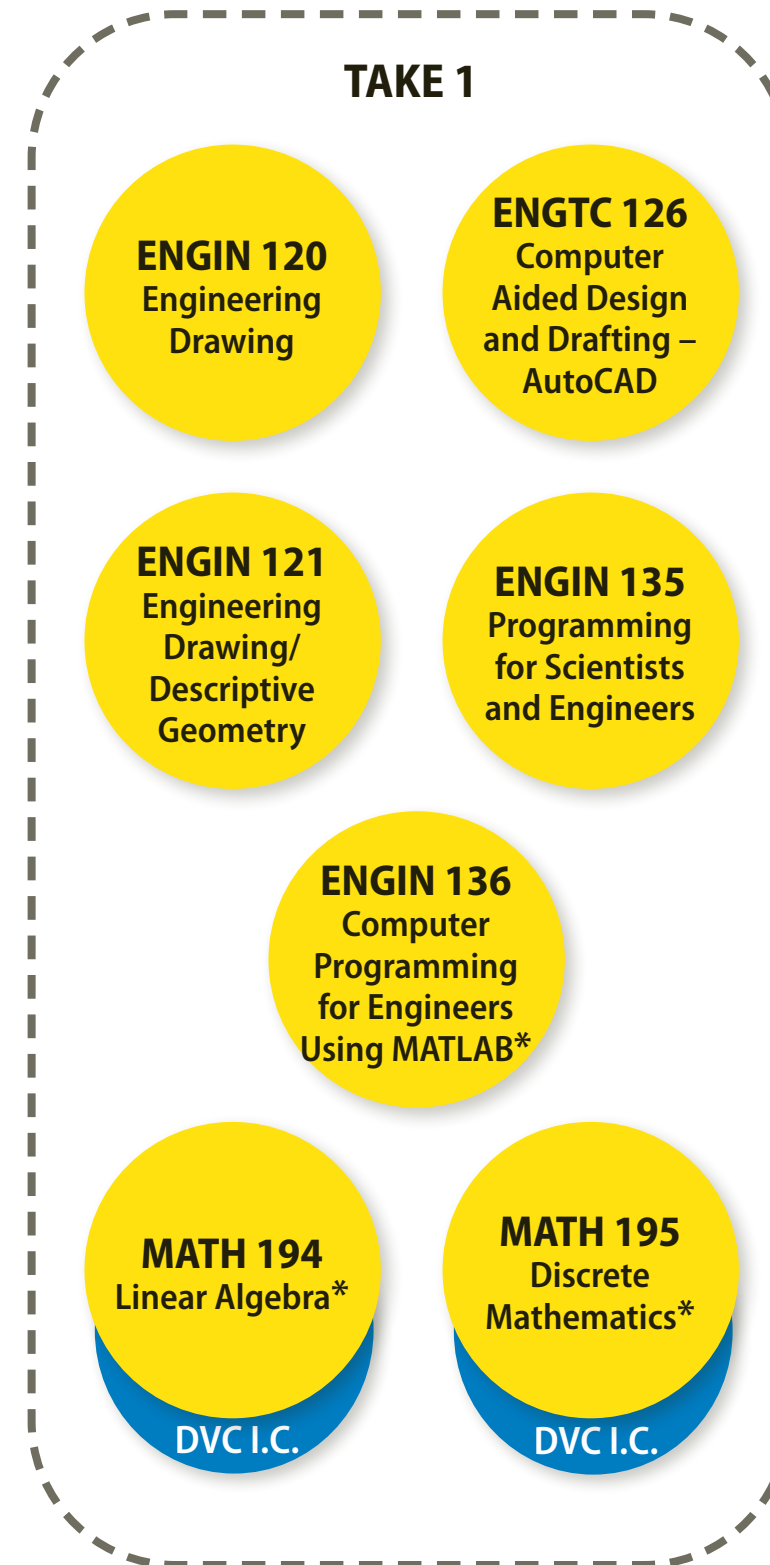 TAKE 1
ENGIN 120
Engineering
Drawing
ENGTC 126
Computer
Aided Design
and Drafting –
AutoCAD
ENGIN 121
Engineering
Drawing/
Descriptive
Geometry
ENGIN 135
Programming
for Scientists
and Engineers
ENGIN 136
Computer
Programming
for Engineers
Using MATLAB*
MATH 194
Linear Algebra*
DVC I.C.
MATH 195
Discrete
Mathematics*
DVC I.C.